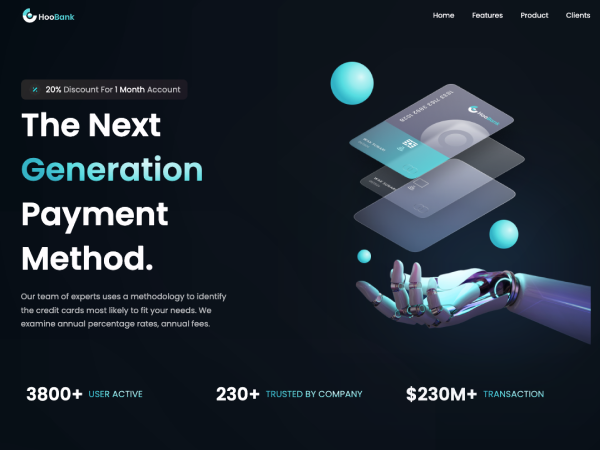 HooBank
Home Features Product Clients
20% Discount For 1 Month Account
The Next
Generation
Payment
Method.
Our team of experts uses a methodology to identify
the credit cards most likely to fit your needs. We
examine annual percentage rates, annual fees.
HooBank
3800+ USER ACTIVE
230+ TRUSTED BY COMPANY
$230M+ TRANSACTION